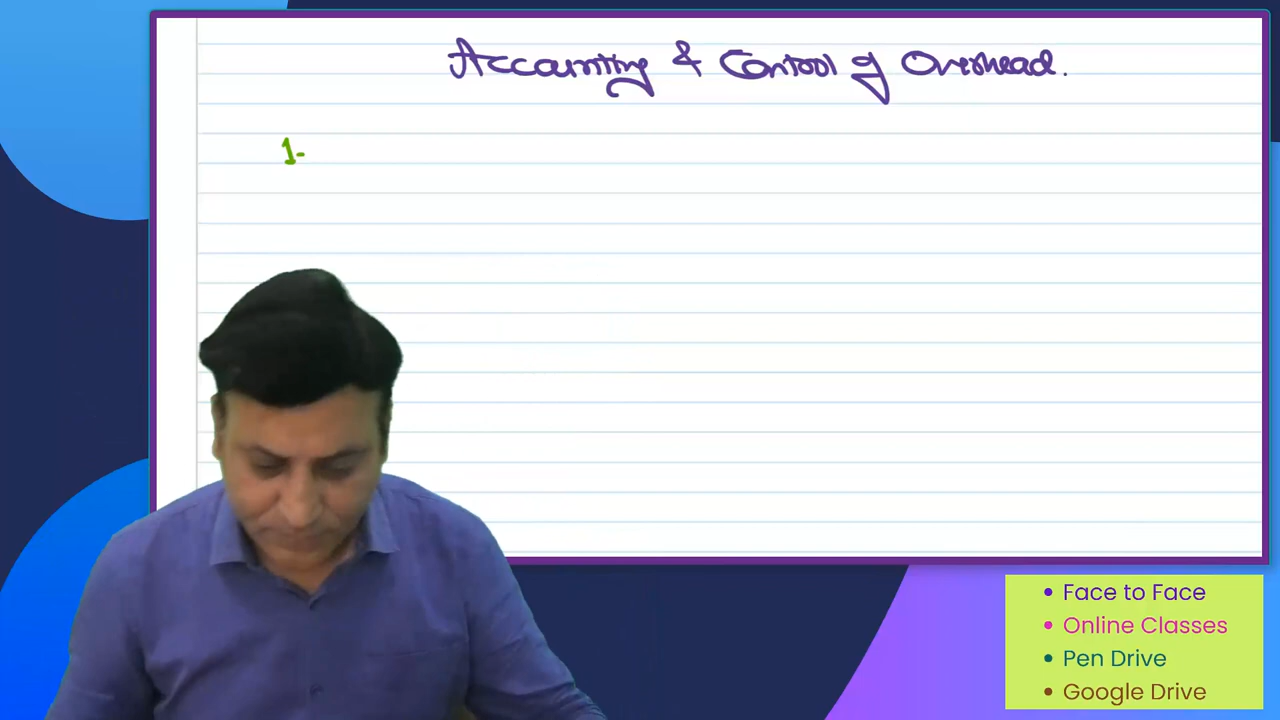 Accounting & Control of Overhead.
1-
• Face to Face
• Online Classes
• Pen Drive
• Google Drive